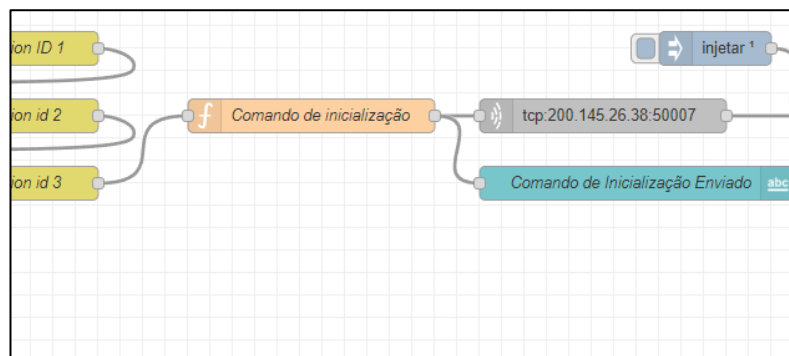 ion ID 1
injetar ¹
ion id 2
Comando de inicialização
tcp:200.145.26.38:50007
ion id 3
Comando de Inicialização Enviado
abc